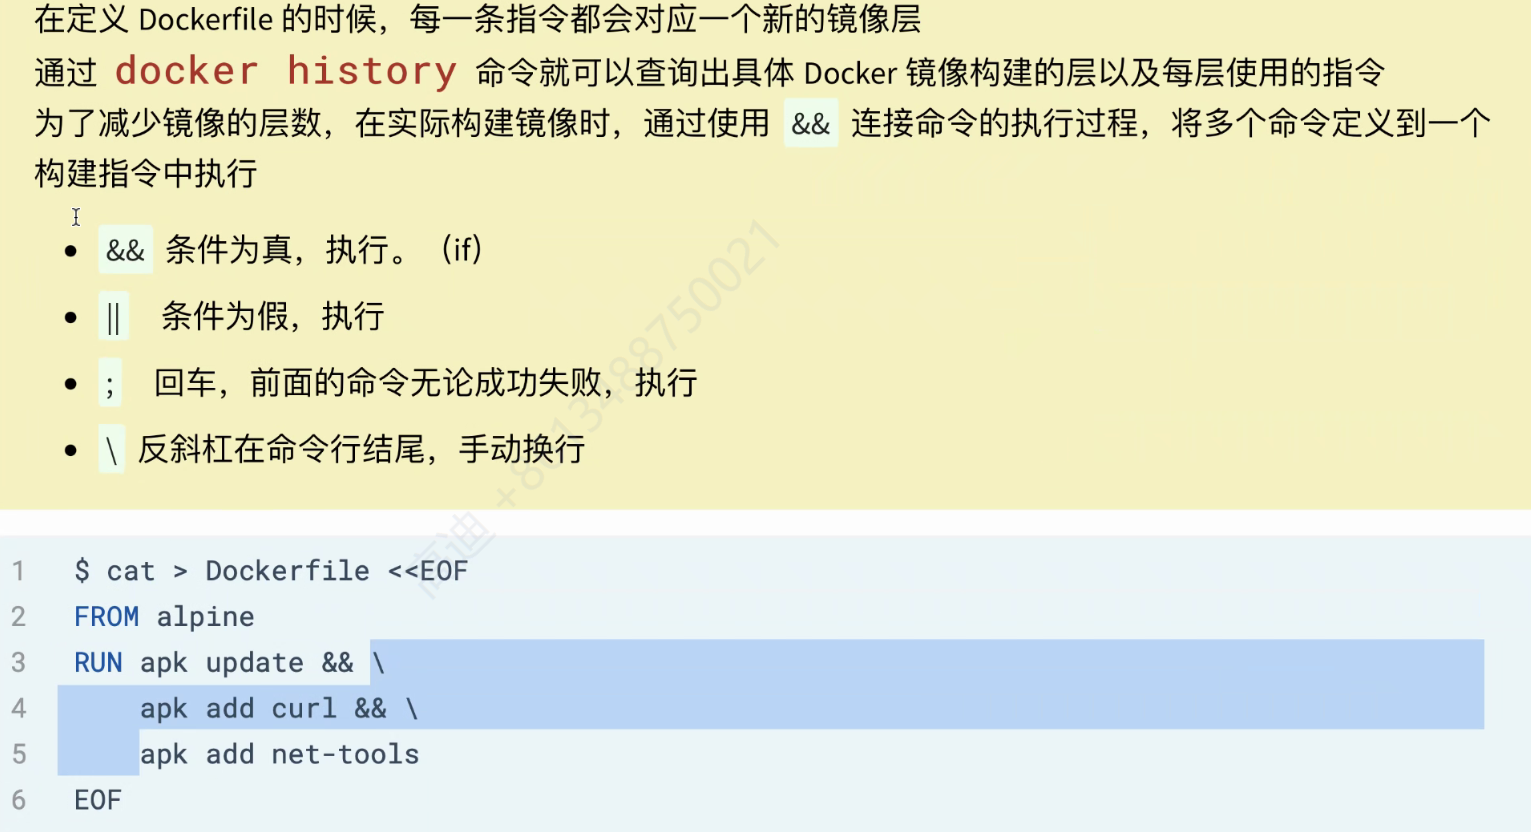 在定义 Dockerfile 的时候，每一条指令都会对应一个新的镜像层
通过 docker history 命令就可以查询出具体 Docker 镜像构建的层以及每层使用的指令
为了减少镜像的层数，在实际构建镜像时，通过使用 && 连接命令的执行过程，将多个命令定义到一个
构建指令中执行
• && 条件为真，执行。（if）
• || 条件为假，执行
• ; 回车，前面的命令无论成功失败，执行
• \ 反斜杠在命令行结尾，手动换行
高迪 +8613488750021
1 $ cat > Dockerfile <<EOF
2 FROM alpine
3 RUN apk update && \
4 apk add curl && \
5 apk add net-tools
6 EOF